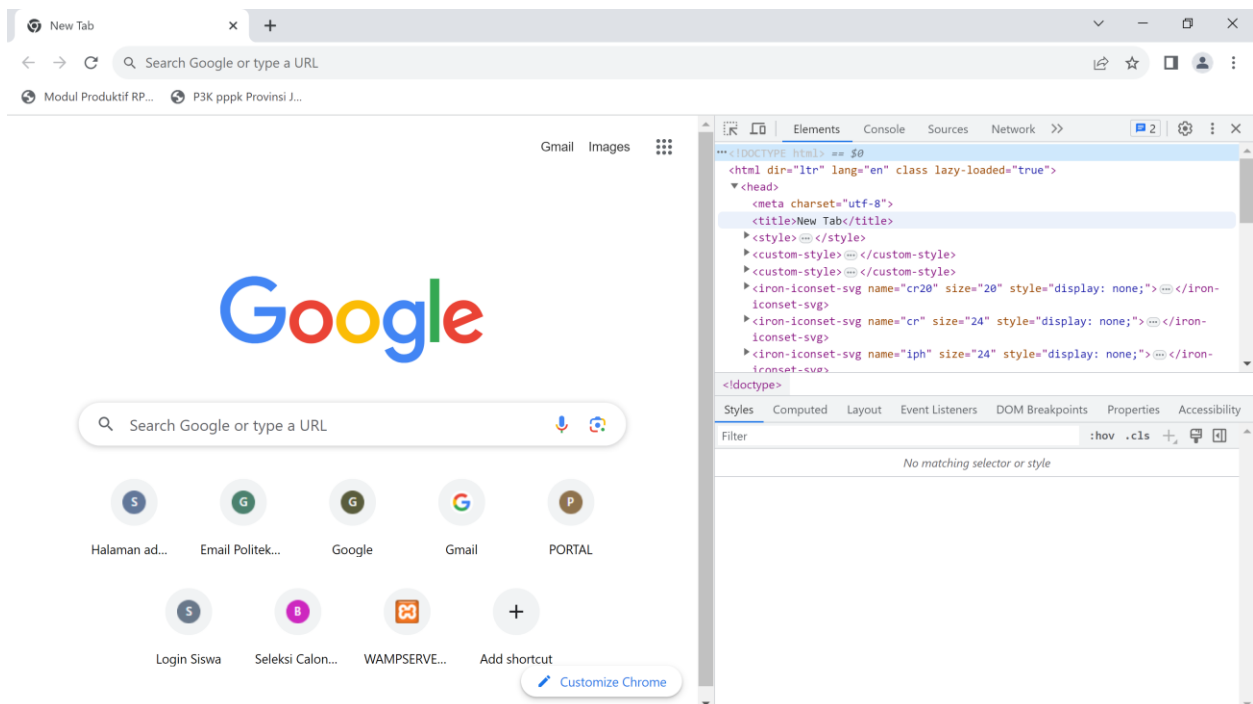 New Tab
Search Google or type a URL
Modul Produktif RP... P3K pppk Provinsi J...
Gmail Images
Google
Search Google or type a URL
S G G P
Halaman ad... Email Politek... Google Gmail PORTAL
S B
Login Siswa Seleksi Calon... WAMPSERVE... Add shortcut
Customize Chrome
Elements Console Sources Network 2
···<!DOCTYPE html> == $0
<html dir="ltr" lang="en" class lazy-loaded="true">
▼<head>
<meta charset="utf-8">
<title>New Tab</title>
▶<style>…</style>
▶<custom-style>…</custom-style>
▶<custom-style>…</custom-style>
▶<iron-iconset-svg name="cr20" size="20" style="display: none;">…</iron-
iconset-svg>
▶<iron-iconset-svg name="cr" size="24" style="display: none;">…</iron-
iconset-svg>
▶<iron-iconset-svg name="iph" size="24" style="display: none;">…</iron-
iconset-svg>
<!doctype>
Styles Computed Layout Event Listeners DOM Breakpoints Properties Accessibility
Filter :hov .cls
No matching selector or style